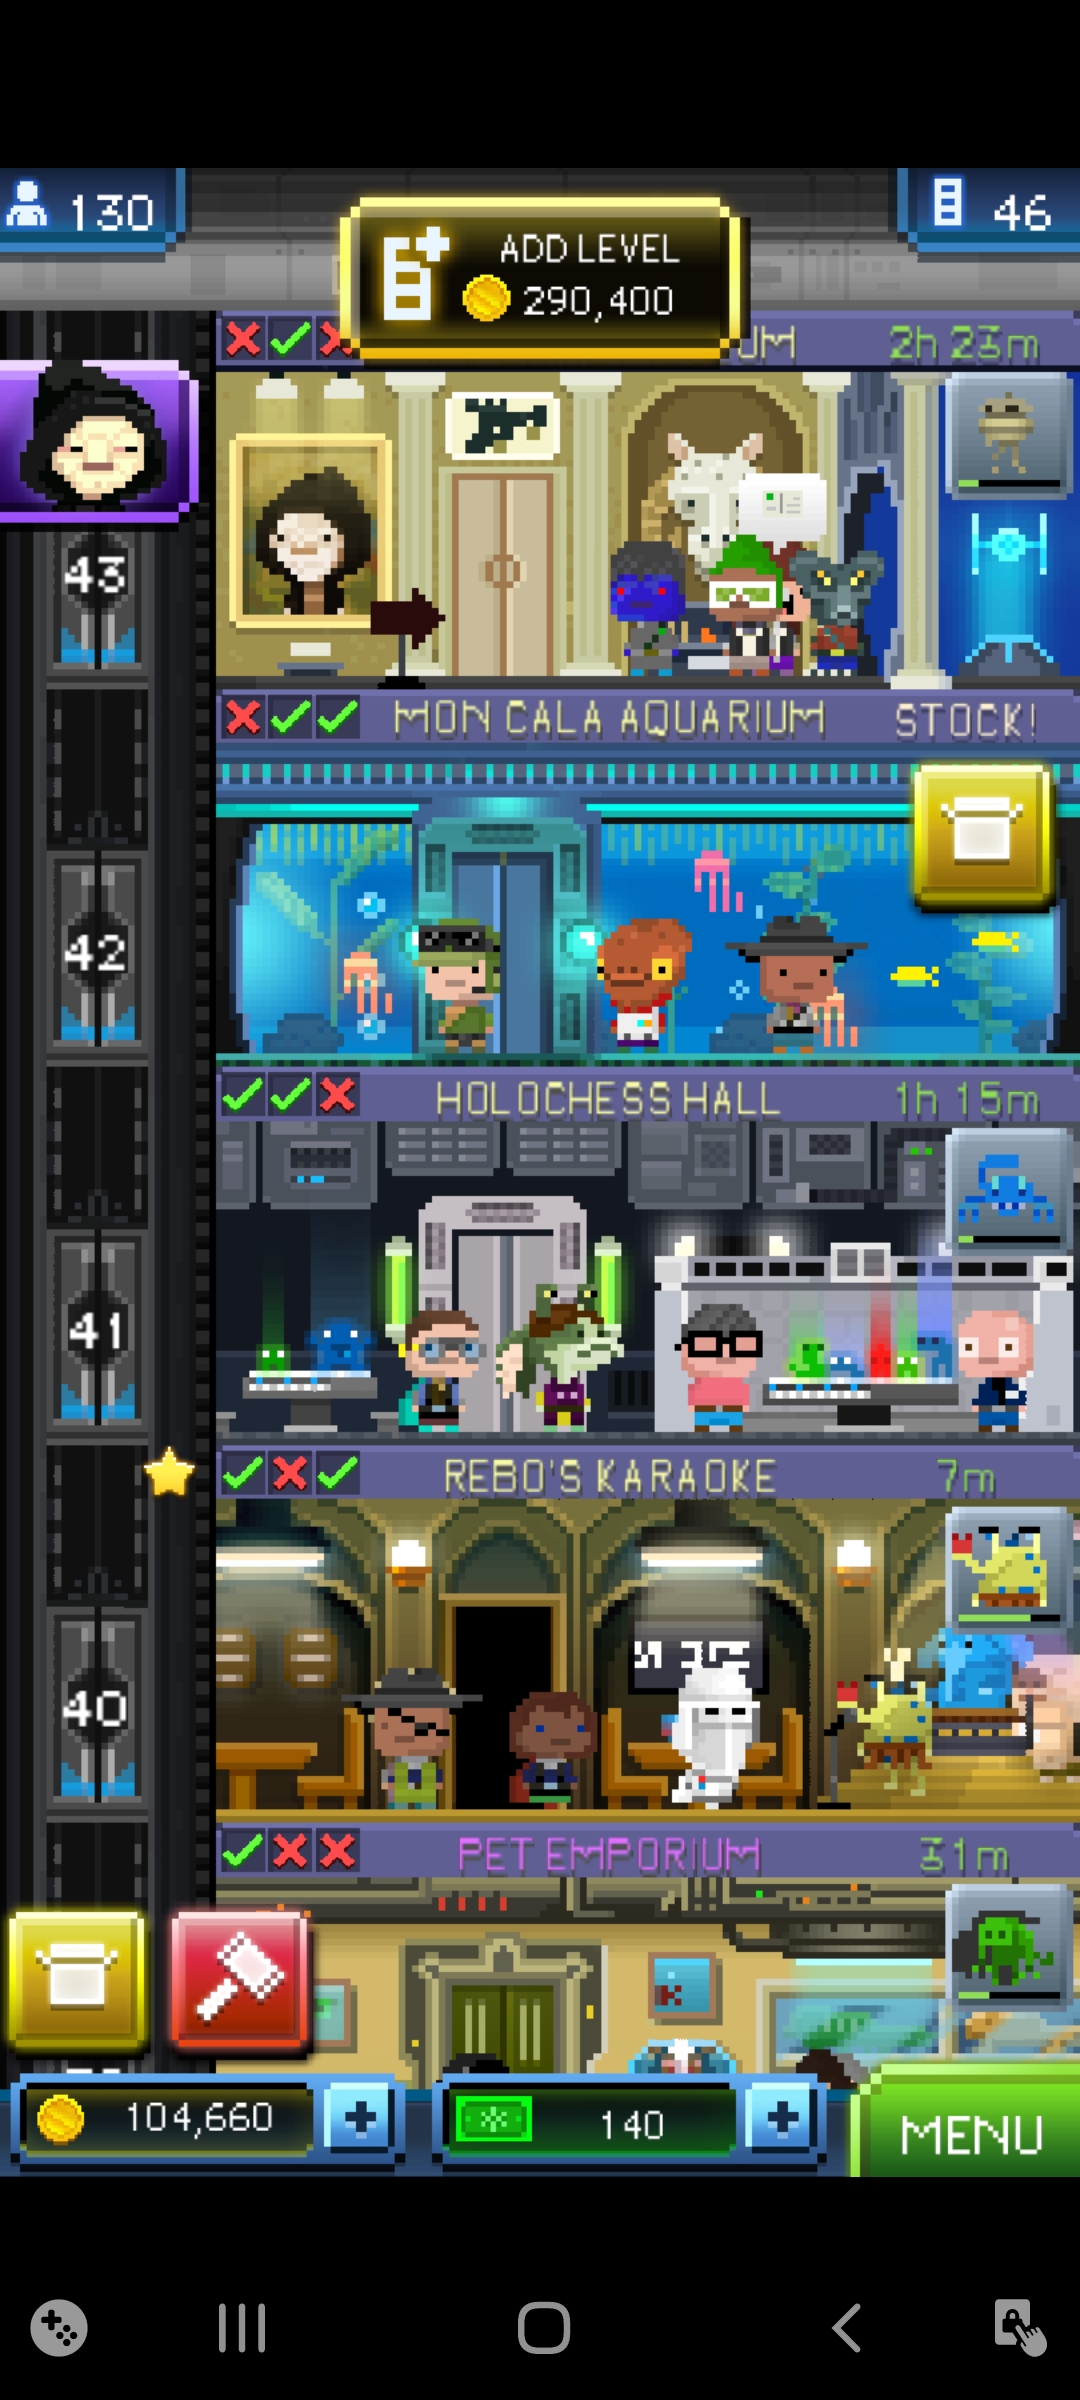 130
46
ADD LEVEL
290,400
UM 2h 23m
43
MON CALA AQUARIUM STOCK!
42
HOLOCHESS HALL 1h 15m
41
REBO'S KARAOKE 7m
40
PET EMPORIUM 31m
104,660
140
MENU